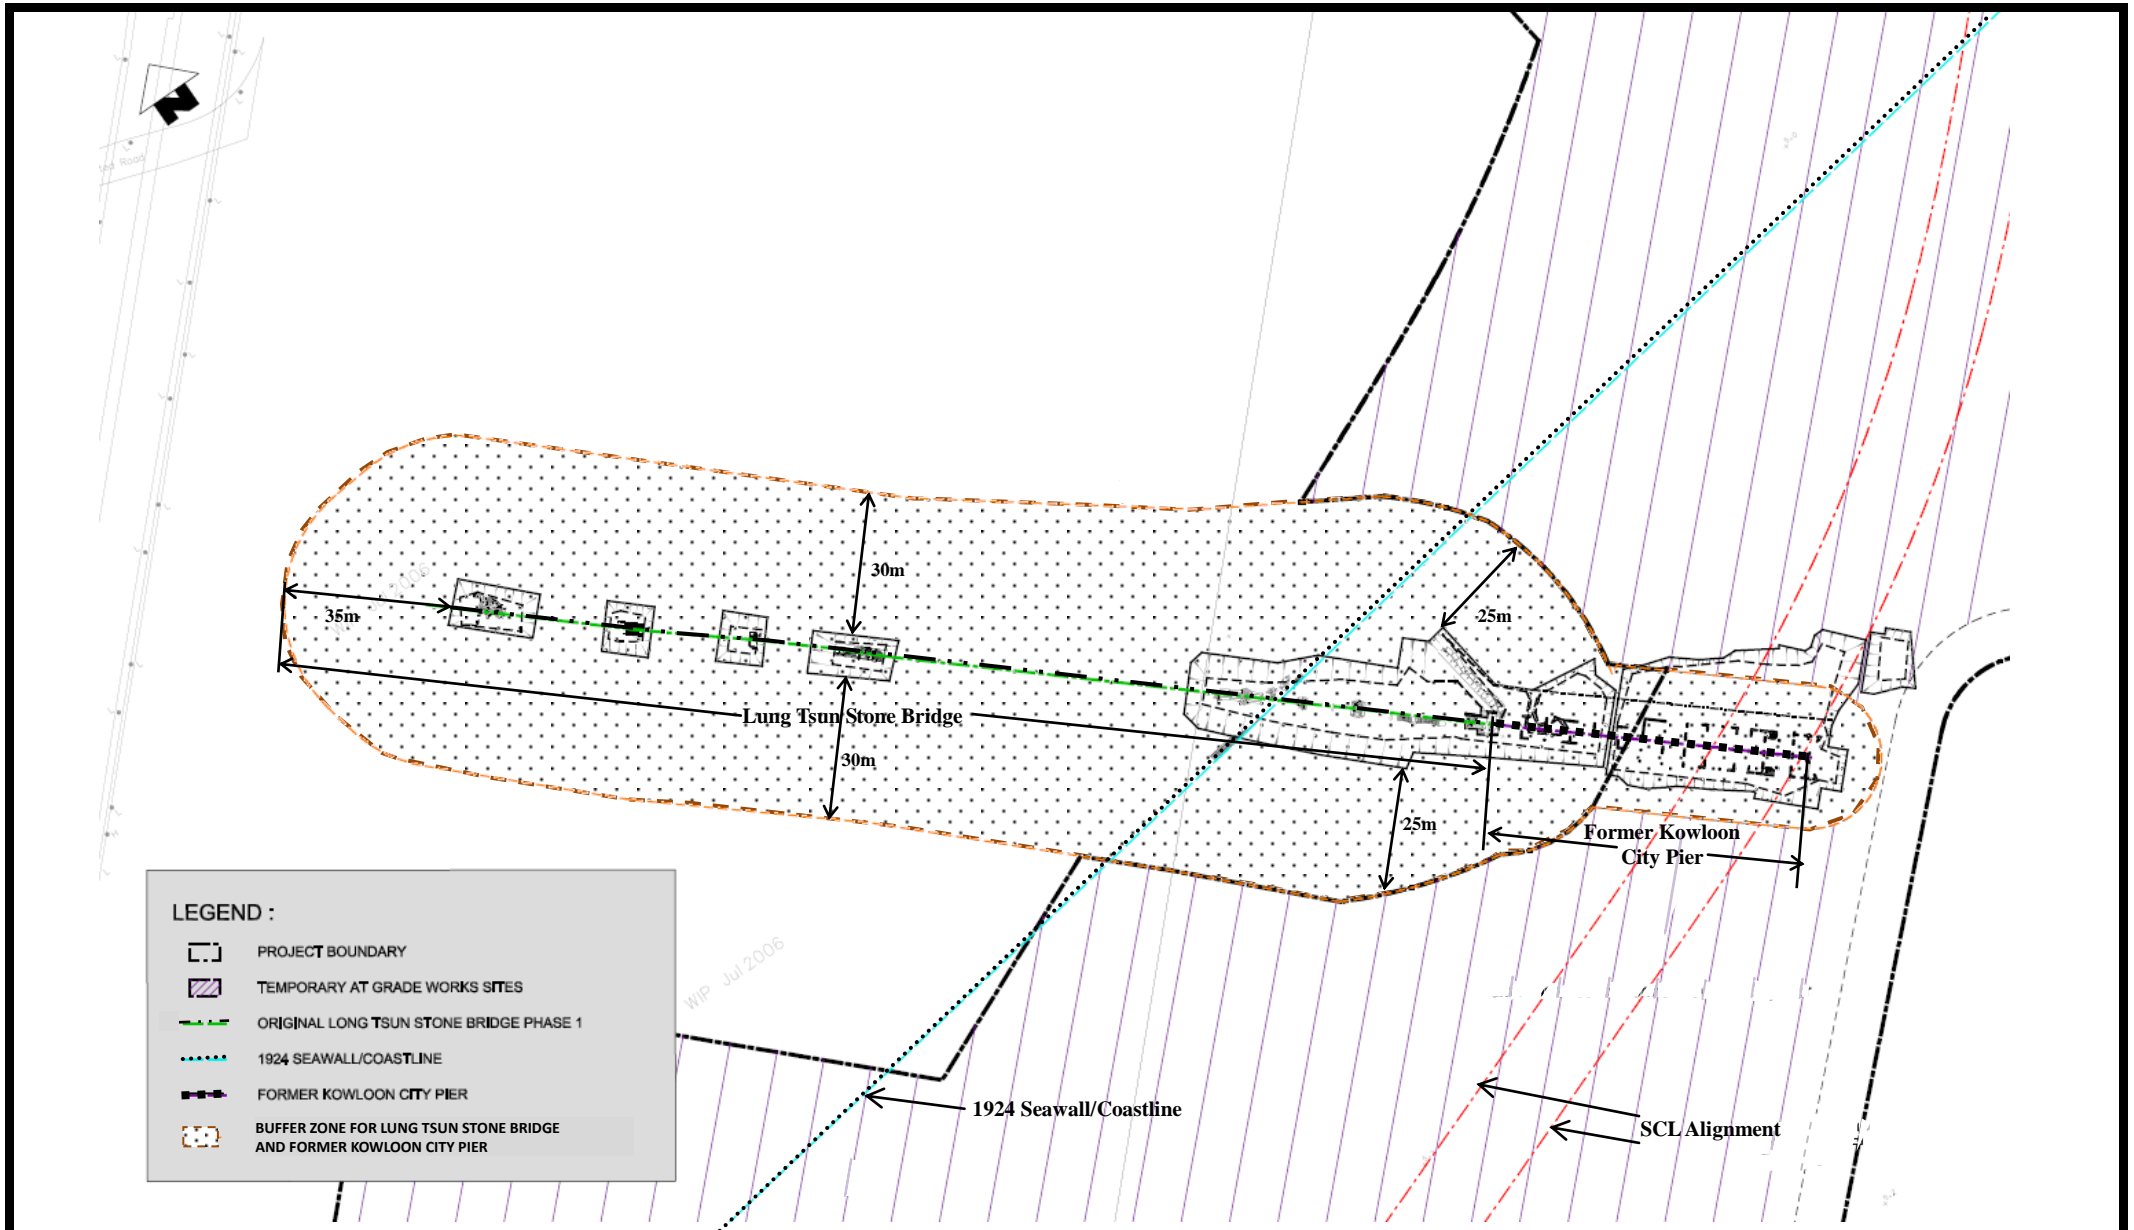 30m
35m
25m
Lung Tsun Stone Bridge
30m
25m
Former Kowloon
City Pier
WIP Jul 2006
LEGEND :
PROJECT BOUNDARY
TEMPORARY AT GRADE WORKS SITES
ORIGINAL LONG TSUN STONE BRIDGE PHASE 1
1924 SEAWALL/COASTLINE
FORMER KOWLOON CITY PIER
BUFFER ZONE FOR LUNG TSUN STONE BRIDGE
AND FORMER KOWLOON CITY PIER
1924 Seawall/Coastline
SCL Alignment